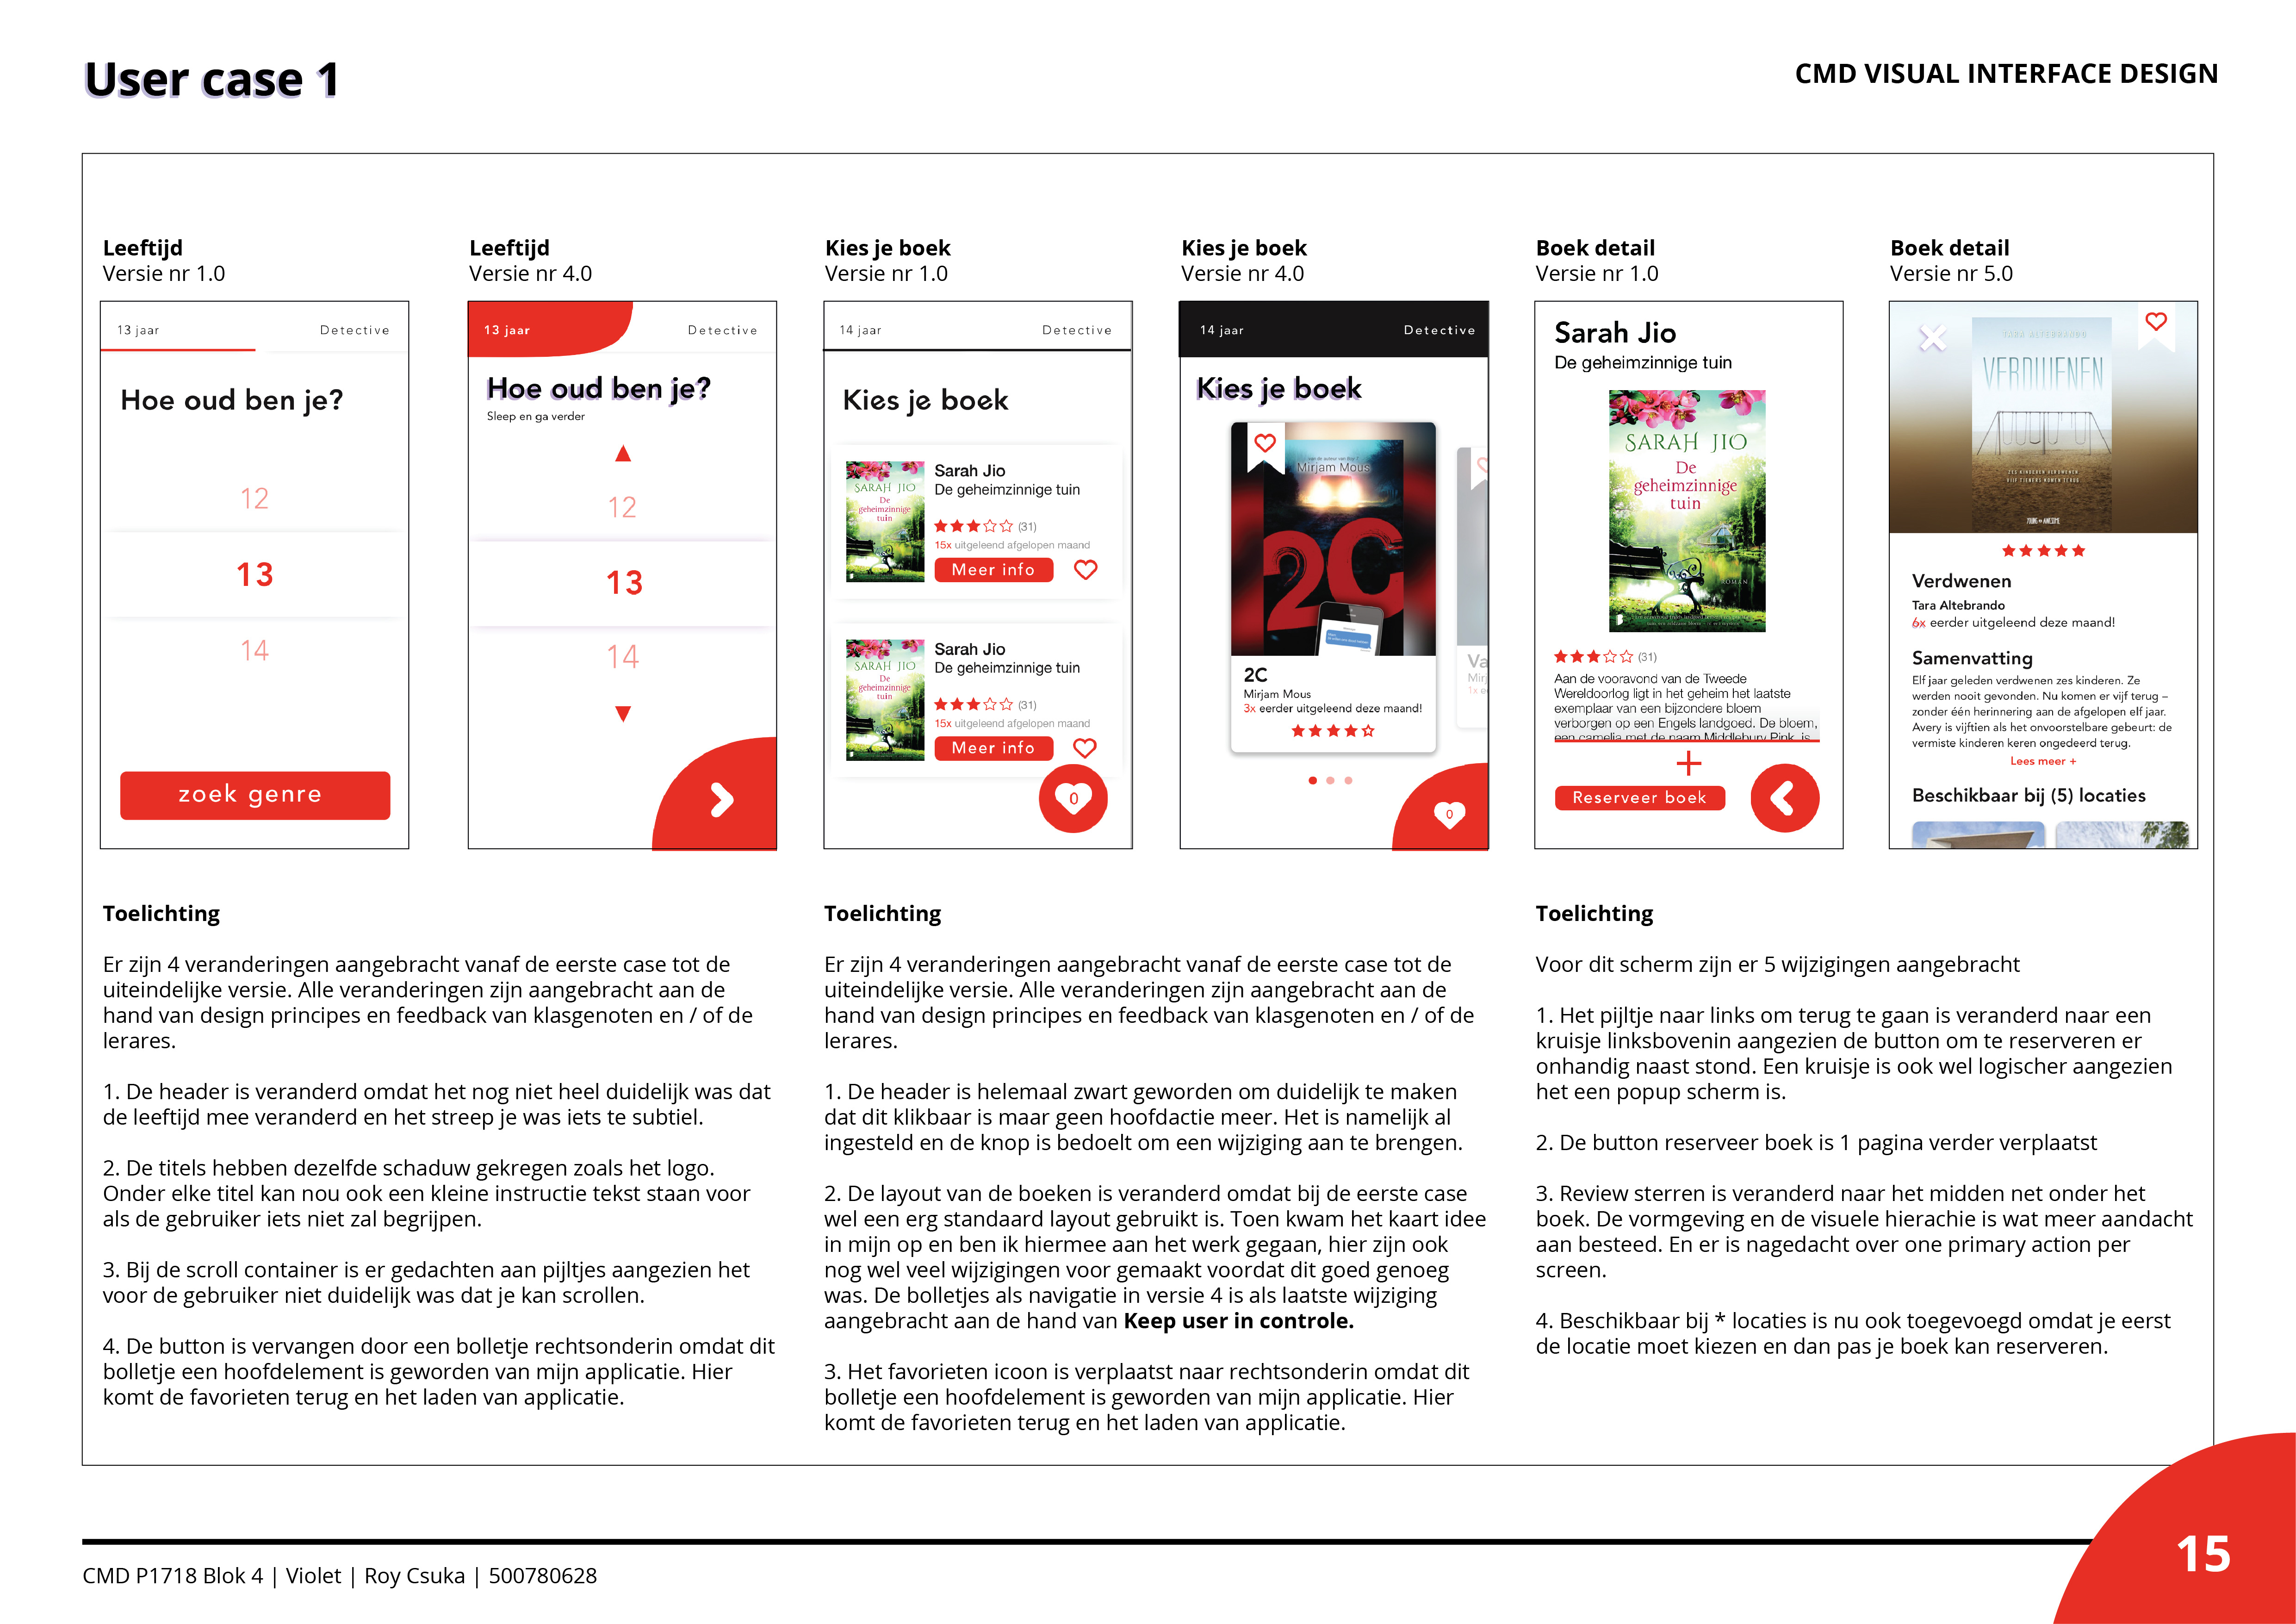 User case 1
CMD VISUAL INTERFACE DESIGN
Leeftijd
Versie nr 1.0
13 jaar
Detective
Hoe oud ben je?
12
13
14
zoek genre
Leeftijd
Versie nr 4.0
13 jaar
Detective
Hoe oud ben je?
Sleep en ga verder
12
13
14
Kies je boek
Versie nr 1.0
14 jaar
Detective
Kies je boek
SARAH JIO
De
geheimzinnige
tuin
Sarah Jio
De geheimzinnige tuin
(31)
15x uitgeleend afgelopen maand
Meer info
SARAH JIO
De
geheimzinnige
tuin
Sarah Jio
De geheimzinnige tuin
(31)
15x uitgeleend afgelopen maand
Meer info
0
Kies je boek
Versie nr 4.0
14 jaar
Detective
Kies je boek
Mirjam Mous
2C
2C
Mirjam Mous
3x eerder uitgeleend deze maand!
Va
Mirj
1x e
0
Boek detail
Versie nr 1.0
Sarah Jio
De geheimzinnige tuin
SARAH JIO
De
geheimzinnige
tuin
ROMAN
(31)
Aan de vooravond van de Tweede
Wereldoorlog ligt in het geheim het laatste
exemplaar van een bijzondere bloem
verborgen op een Engels landgoed. De bloem,
een camelia met de naam Middlebury Pink, is
Reserveer boek
Boek detail
Versie nr 5.0
TARA ALTEBRANDO
VERDWENEN
ZES KINDEREN VERDWENEN
VIJF TIENERS KOMEN TERUG
Verdwenen
Tara Altebrando
6x eerder uitgeleend deze maand!
Samenvatting
Elf jaar geleden verdwenen zes kinderen. Ze
werden nooit gevonden. Nu komen er vijf terug –
zonder één herinnering aan de afgelopen elf jaar.
Avery is vijftien als het onvoorstelbare gebeurt: de
vermiste kinderen keren ongedeerd terug.
Lees meer +
Beschikbaar bij (5) locaties
Toelichting
Er zijn 4 veranderingen aangebracht vanaf de eerste case tot de
uiteindelijke versie. Alle veranderingen zijn aangebracht aan de
hand van design principes en feedback van klasgenoten en / of de
lerares.
1. De header is veranderd omdat het nog niet heel duidelijk was dat
de leeftijd mee veranderd en het streep je was iets te subtiel.
2. De titels hebben dezelfde schaduw gekregen zoals het logo.
Onder elke titel kan nou ook een kleine instructie tekst staan voor
als de gebruiker iets niet zal begrijpen.
3. Bij de scroll container is er gedachten aan pijltjes aangezien het
voor de gebruiker niet duidelijk was dat je kan scrollen.
4. De button is vervangen door een bolletje rechtsonderin omdat dit
bolletje een hoofdelement is geworden van mijn applicatie. Hier
komt de favorieten terug en het laden van applicatie.
Toelichting
Er zijn 4 veranderingen aangebracht vanaf de eerste case tot de
uiteindelijke versie. Alle veranderingen zijn aangebracht aan de
hand van design principes en feedback van klasgenoten en / of de
lerares.
1. De header is helemaal zwart geworden om duidelijk te maken
dat dit klikbaar is maar geen hoofdactie meer. Het is namelijk al
ingesteld en de knop is bedoelt om een wijziging aan te brengen.
2. De layout van de boeken is veranderd omdat bij de eerste case
wel een erg standaard layout gebruikt is. Toen kwam het kaart idee
in mijn op en ben ik hiermee aan het werk gegaan, hier zijn ook
nog wel veel wijzigingen voor gemaakt voordat dit goed genoeg
was. De bolletjes als navigatie in versie 4 is als laatste wijziging
aangebracht aan de hand van Keep user in controle.
3. Het favorieten icoon is verplaatst naar rechtsonderin omdat dit
bolletje een hoofdelement is geworden van mijn applicatie. Hier
komt de favorieten terug en het laden van applicatie.
Toelichting
Voor dit scherm zijn er 5 wijzigingen aangebracht
1. Het pijltje naar links om terug te gaan is veranderd naar een
kruisje linksbovenin aangezien de button om te reserveren er
onhandig naast stond. Een kruisje is ook wel logischer aangezien
het een popup scherm is.
2. De button reserveer boek is 1 pagina verder verplaatst
3. Review sterren is veranderd naar het midden net onder het
boek. De vormgeving en de visuele hierachie is wat meer aandacht
aan besteed. En er is nagedacht over one primary action per
screen.
4. Beschikbaar bij * locaties is nu ook toegevoegd omdat je eerst
de locatie moet kiezen en dan pas je boek kan reserveren.
CMD P1718 Blok 4 | Violet | Roy Csuka | 500780628
15